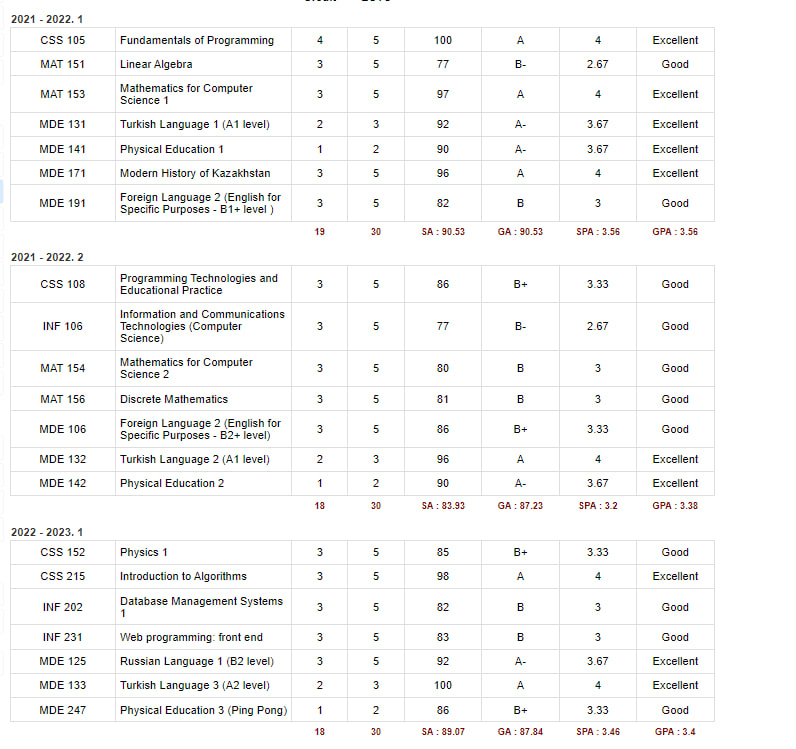 2021 - 2022. 1
CSS 105 Fundamentals of Programming 4 5 100 A 4 Excellent
MAT 151 Linear Algebra 3 5 77 B- 2.67 Good
MAT 153 Mathematics for Computer Science 1 3 5 97 A 4 Excellent
MDE 131 Turkish Language 1 (A1 level) 2 3 92 A- 3.67 Excellent
MDE 141 Physical Education 1 1 2 90 A- 3.67 Excellent
MDE 171 Modern History of Kazakhstan 3 5 96 A 4 Excellent
MDE 191 Foreign Language 2 (English for Specific Purposes - B1+ level ) 3 5 82 B 3 Good
19 30 SA : 90.53 GA : 90.53 SPA : 3.56 GPA : 3.56
2021 - 2022. 2
CSS 108 Programming Technologies and Educational Practice 3 5 86 B+ 3.33 Good
INF 106 Information and Communications Technologies (Computer Science) 3 5 77 B- 2.67 Good
MAT 154 Mathematics for Computer Science 2 3 5 80 B 3 Good
MAT 156 Discrete Mathematics 3 5 81 B 3 Good
MDE 106 Foreign Language 2 (English for Specific Purposes - B2+ level) 3 5 86 B+ 3.33 Good
MDE 132 Turkish Language 2 (A1 level) 2 3 96 A 4 Excellent
MDE 142 Physical Education 2 1 2 90 A- 3.67 Excellent
18 30 SA : 83.93 GA : 87.23 SPA : 3.2 GPA : 3.38
2022 - 2023. 1
CSS 152 Physics 1 3 5 85 B+ 3.33 Good
CSS 215 Introduction to Algorithms 3 5 98 A 4 Excellent
INF 202 Database Management Systems 1 3 5 82 B 3 Good
INF 231 Web programming: front end 3 5 83 B 3 Good
MDE 125 Russian Language 1 (B2 level) 3 5 92 A- 3.67 Excellent
MDE 133 Turkish Language 3 (A2 level) 2 3 100 A 4 Excellent
MDE 247 Physical Education 3 (Ping Pong) 1 2 86 B+ 3.33 Good
18 30 SA : 89.07 GA : 87.84 SPA : 3.46 GPA : 3.4